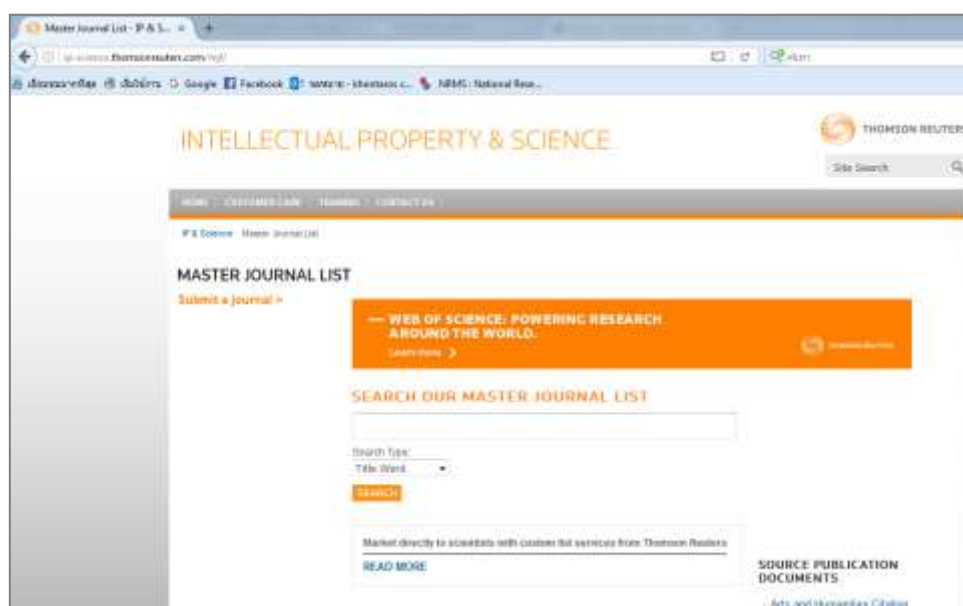 Master Journal List - IP & S...
thomsonreuters.com
Google Facebook NRMS : National Rese...
INTELLECTUAL PROPERTY & SCIENCE
THOMSON REUTERS
Site Search
HOME CUSTOMER CARE TRAINING CONTACT US
IP & Science Master Journal List
MASTER JOURNAL LIST
Submit a journal »
— WEB OF SCIENCE: POWERING RESEARCH
AROUND THE WORLD.
Learn more
THOMSON REUTERS
SEARCH OUR MASTER JOURNAL LIST
Search Type:
Title Word
SEARCH
Market directly to scientists with custom list services from Thomson Reuters
READ MORE
SOURCE PUBLICATION
DOCUMENTS
Arts and Humanities Citation